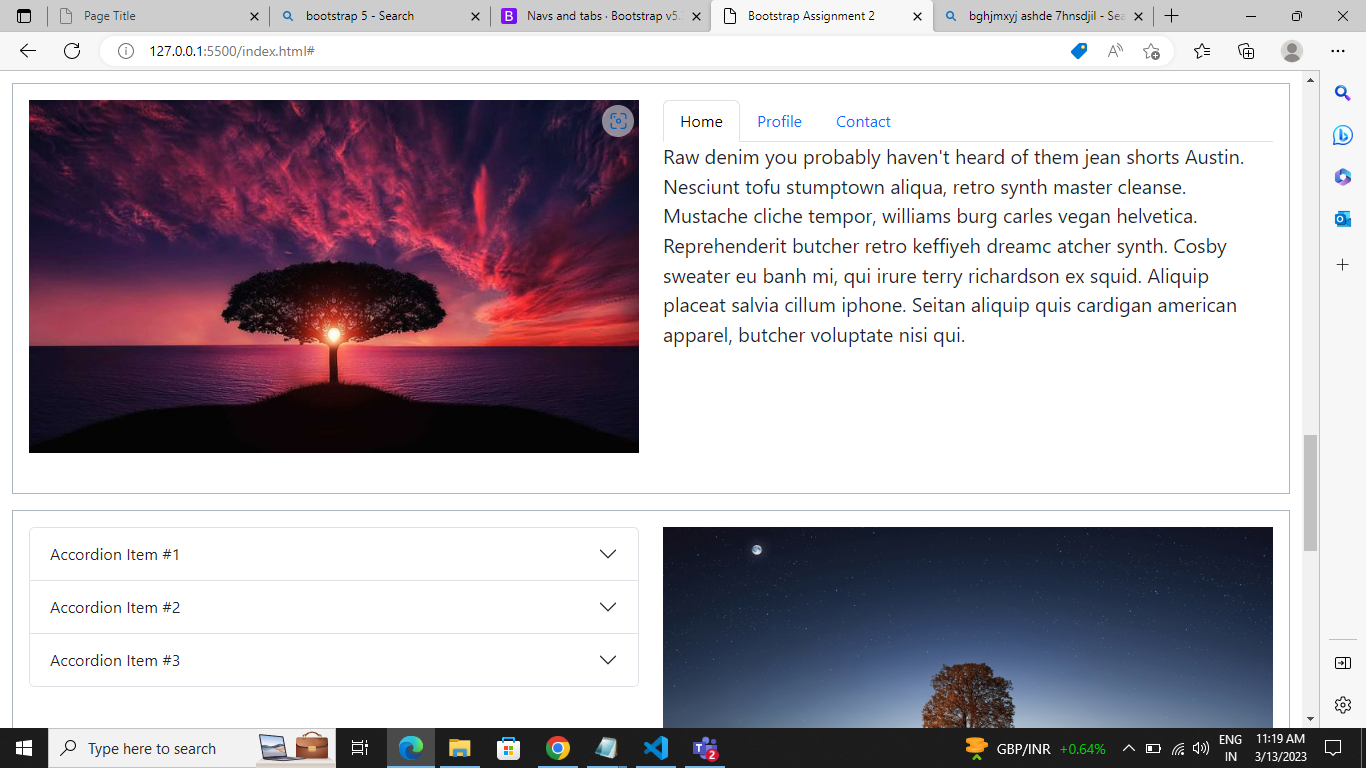 Page Title
bootstrap 5 - Search
Navs and tabs · Bootstrap v5.
Bootstrap Assignment 2
bghjmxyj ashde 7hnsdjil - Sea
127.0.0.1:5500/index.html#
Home
Profile
Contact
Raw denim you probably haven't heard of them jean shorts Austin.
Nesciunt tofu stumptown aliqua, retro synth master cleanse.
Mustache cliche tempor, williams burg carles vegan helvetica.
Reprehenderit butcher retro keffiyeh dreamc atcher synth. Cosby
sweater eu banh mi, qui irure terry richardson ex squid. Aliquip
placeat salvia cillum iphone. Seitan aliquip quis cardigan american
apparel, butcher voluptate nisi qui.
Accordion Item #1
Accordion Item #2
Accordion Item #3
Type here to search
2
GBP/INR +0.64%
ENG
IN
11:19 AM
3/13/2023